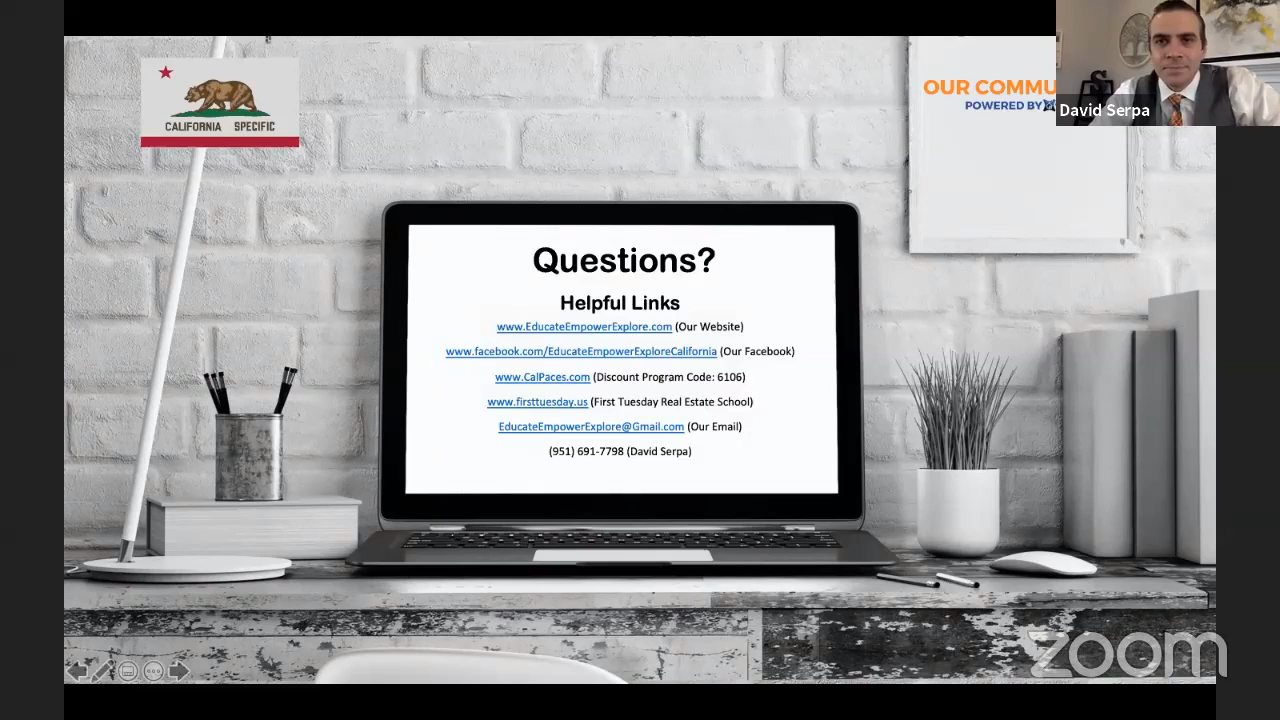 CALIFORNIA SPECIFIC
OUR COMMU
POWERED BY
David Serpa
Questions?
Helpful Links
www.EducateEmpowerExplore.com (Our Website)
www.facebook.com/EducateEmpowerExploreCalifornia (Our Facebook)
www.CalPaces.com (Discount Program Code: 6106)
www.firsttuesday.us (First Tuesday Real Estate School)
EducateEmpowerExplore@Gmail.com (Our Email)
(951) 691-7798 (David Serpa)
zoom